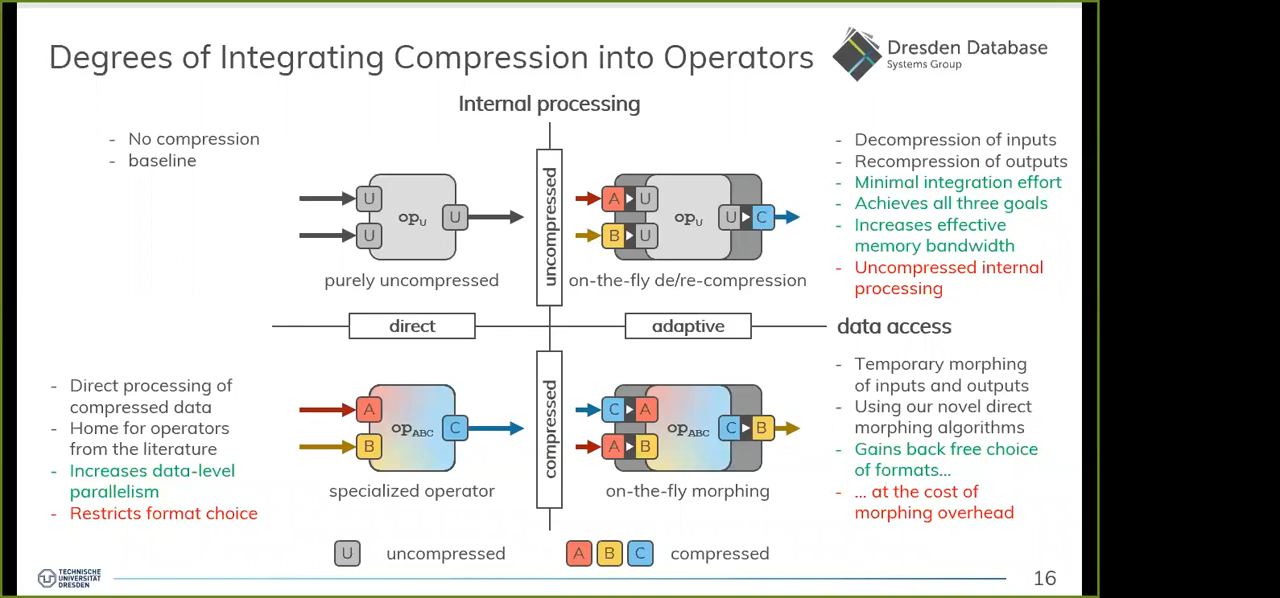 Degrees of Integrating Compression into Operators
Dresden Database
Systems Group
Internal processing
- No compression
- baseline
U
U
op_U
U
purely uncompressed
uncompressed
A U
B U
op_U
U C
on-the-fly de/re-compression
- Decompression of inputs
- Recompression of outputs
- Minimal integration effort
- Achieves all three goals
- Increases effective
memory bandwidth
- Uncompressed internal
processing
direct
adaptive
data access
- Direct processing of
compressed data
- Home for operators
from the literature
- Increases data-level
parallelism
- Restricts format choice
A
B
op_ABC
C
specialized operator
compressed
C A
A B
op_ABC
C B
on-the-fly morphing
- Temporary morphing
of inputs and outputs
- Using our novel direct
morphing algorithms
- Gains back free choice
of formats...
- ... at the cost of
morphing overhead
U uncompressed
A B C compressed
TECHNISCHE
UNIVERSITÄT
DRESDEN
16